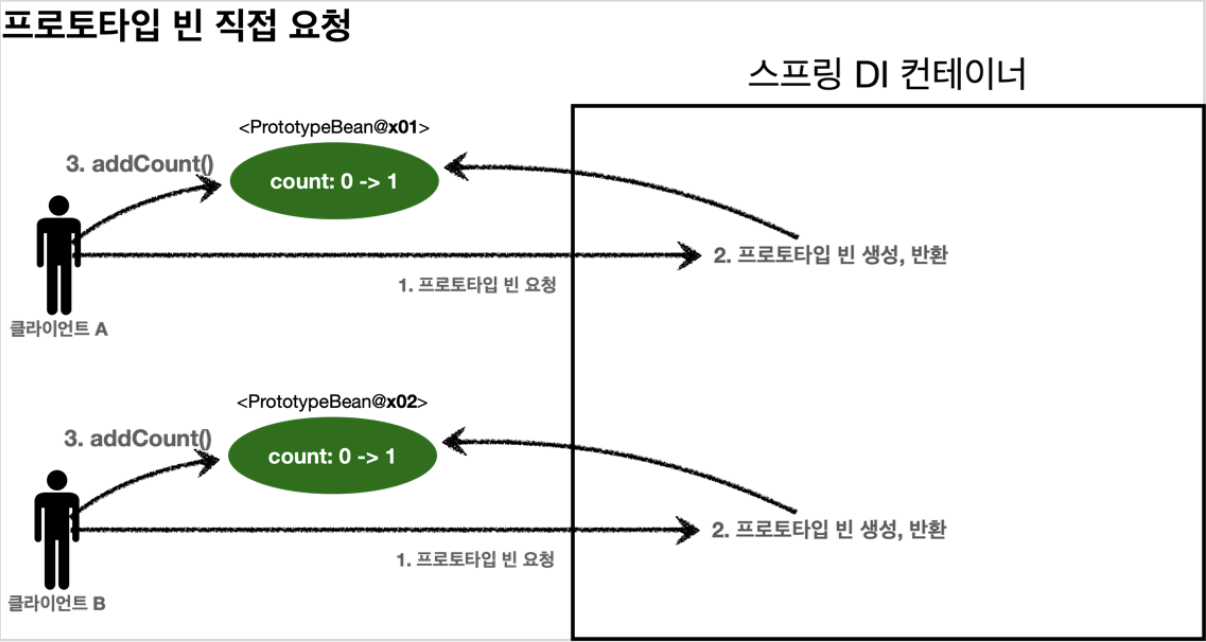 프로토타입 빈 직접 요청
스프링 DI 컨테이너
<PrototypeBean@x01>
3. addCount()
count: 0 -> 1
2. 프로토타입 빈 생성, 반환
1. 프로토타입 빈 요청
클라이언트 A
<PrototypeBean@x02>
3. addCount()
count: 0 -> 1
2. 프로토타입 빈 생성, 반환
1. 프로토타입 빈 요청
클라이언트 B